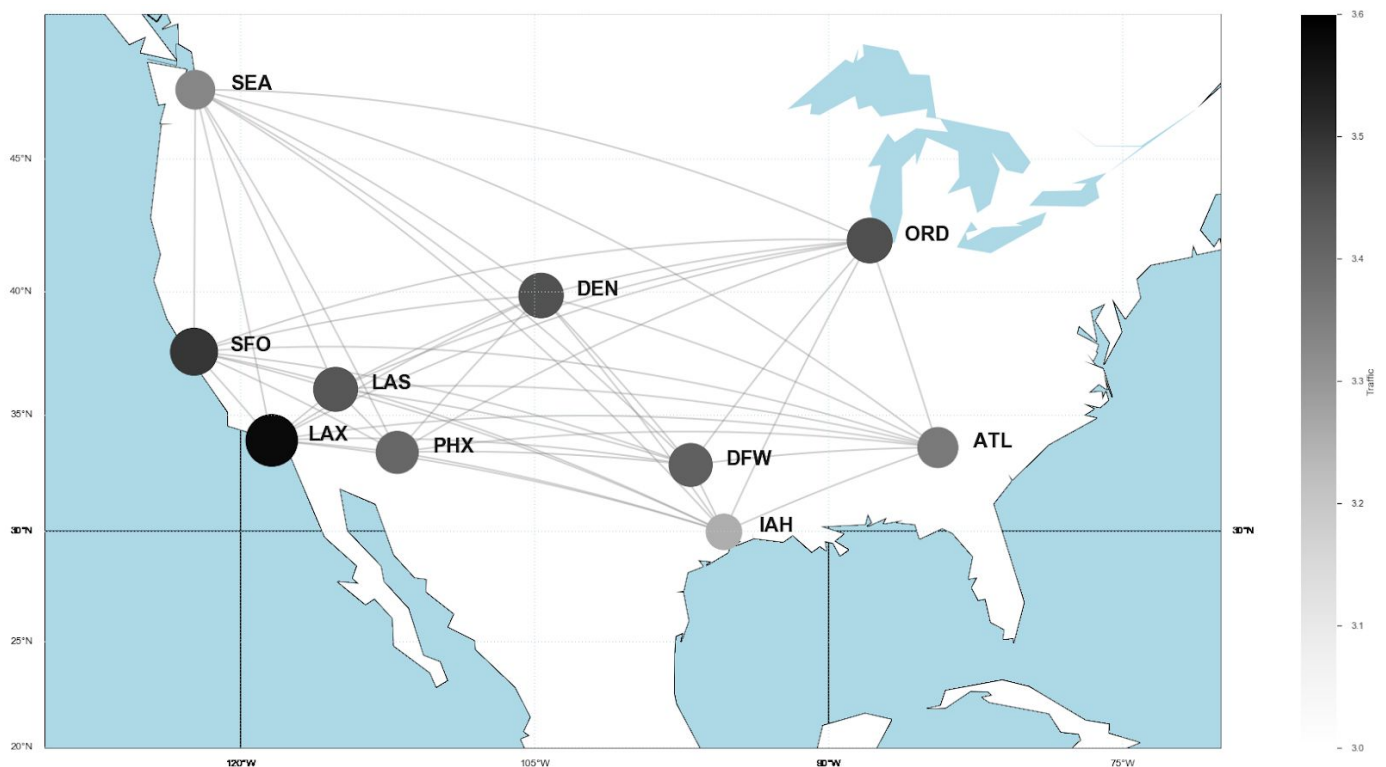 3.6
SEA
3.5
45°N
ORD
3.4
40°N
DEN
SFO
LAS
3.3
Traffic
35°N
LAX
PHX
ATL
DFW
3.2
IAH
30°N
30°N
3.1
25°N
20°N
3.0
120°W
105°W
90°W
75°W